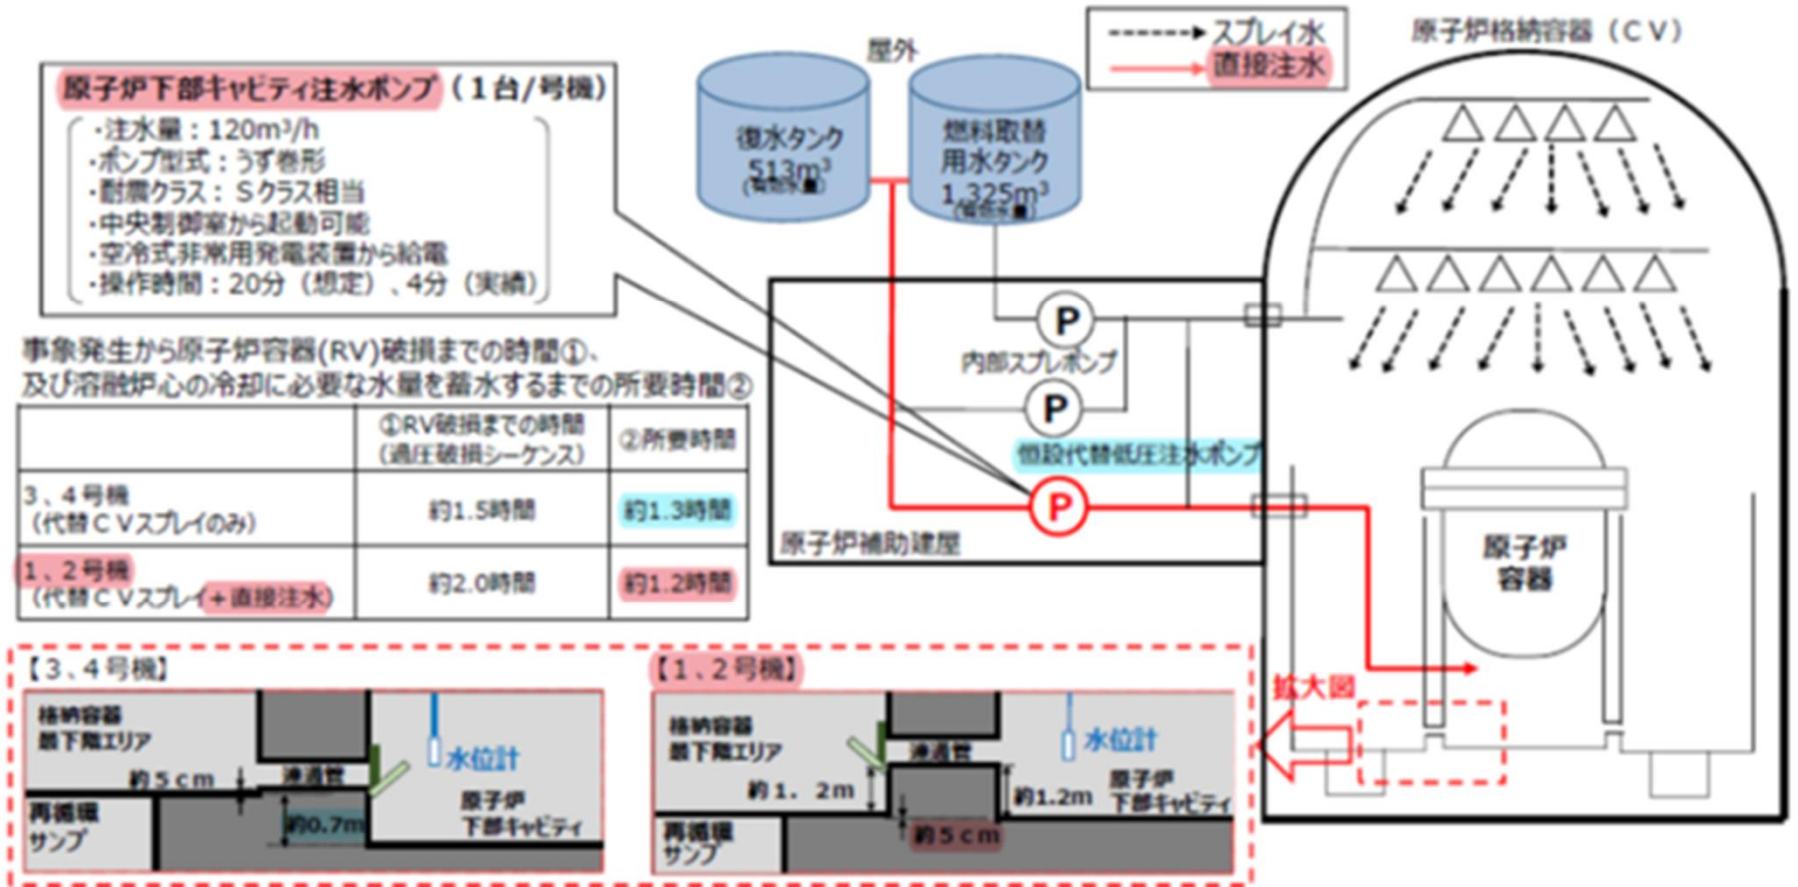 原子炉下部キャビティ注水ポンプ（１台/号機）
・注水量：120m³/h
・ポンプ型式：うず巻形
・耐震クラス：Ｓクラス相当
・中央制御室から起動可能
・空冷式非常用発電装置から給電
・操作時間：20分（想定）、4分（実績）
事象発生から原子炉容器(RV)破損までの時間①、
及び溶融炉心の冷却に必要な水量を蓄水するまでの所要時間②
①RV破損までの時間
（過圧破損シーケンス）
②所要時間
３、４号機
（代替ＣＶスプレイのみ）
約1.5時間
約1.3時間
１、２号機
（代替ＣＶスプレイ＋直接注水）
約2.0時間
約1.2時間
屋外
復水タンク
513m³
(有効水量)
燃料取替
用水タンク
1,325m³
(有効水量)
スプレイ水
直接注水
原子炉格納容器（ＣＶ）
P
内部スプレポンプ
P
恒設代替低圧注水ポンプ
P
原子炉補助建屋
原子炉
容器
拡大図
【３、４号機】
格納容器
最下階エリア
約５ｃｍ
連通管
水位計
再循環
サンプ
約0.7m
原子炉
下部キャビティ
【１、２号機】
格納容器
最下階エリア
連通管
水位計
約１．２m
約1.2m
原子炉
下部キャビティ
再循環
サンプ
約５ｃｍ